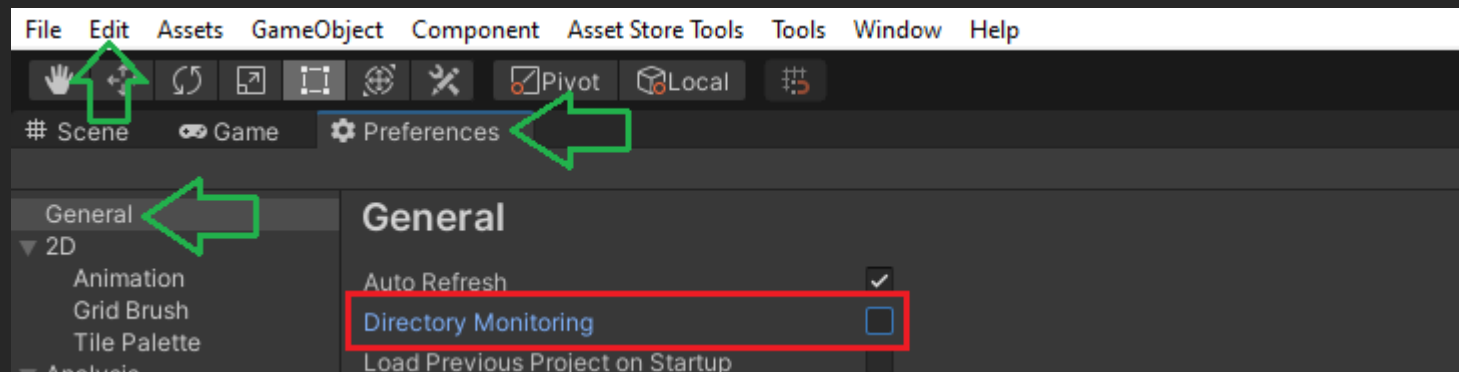 File Edit Assets GameObject Component Asset Store Tools Tools Window Help
Pivot Local
Scene Game Preferences
General
2D
Animation
Grid Brush
Tile Palette
Analysis
General
Auto Refresh
Directory Monitoring
Load Previous Project on Startup